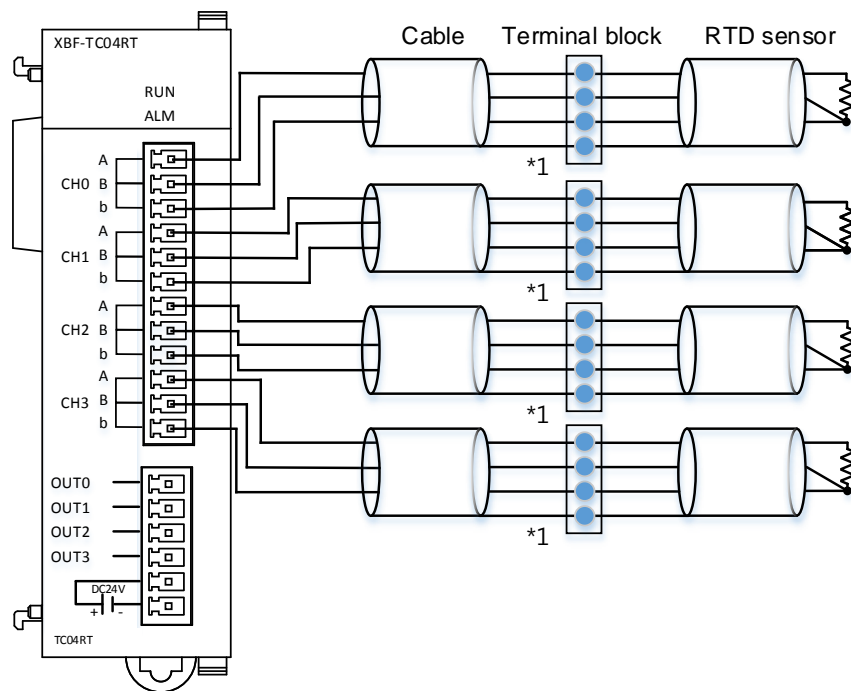 XBF-TC04RT
Cable Terminal block RTD sensor
RUN
ALM
A
CH0 B
b
*1
A
CH1 B
b
*1
A
CH2 B
b
A
CH3 B
b
*1
OUT0
OUT1
OUT2
*1
OUT3
DC24V
+ -
TC04RT